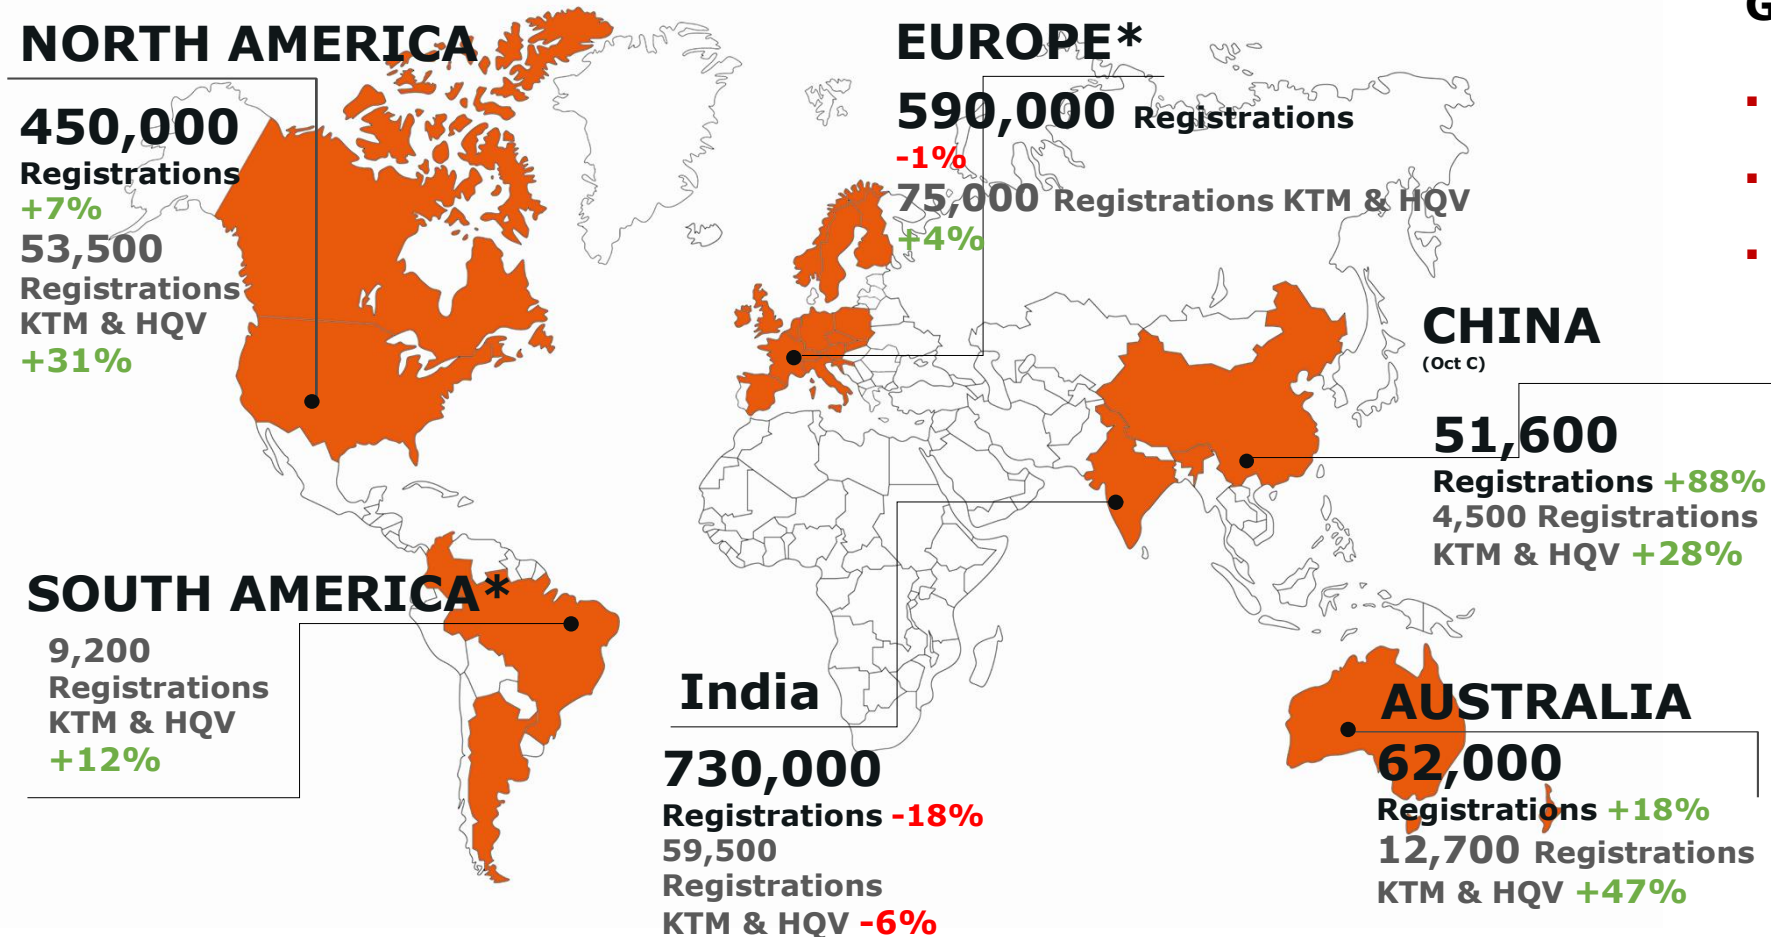 NORTH AMERICA
450,000
Registrations
+7%
53,500
Registrations
KTM & HQV
+31%
EUROPE*
590,000 Registrations
-1%
75,000 Registrations KTM & HQV
+4%
G
CHINA
(Oct C)
51,600
Registrations +88%
4,500 Registrations
KTM & HQV +28%
SOUTH AMERICA*
9,200
Registrations
KTM & HQV
+12%
India
730,000
Registrations -18%
59,500
Registrations
KTM & HQV -6%
AUSTRALIA
62,000
Registrations +18%
12,700 Registrations
KTM & HQV +47%